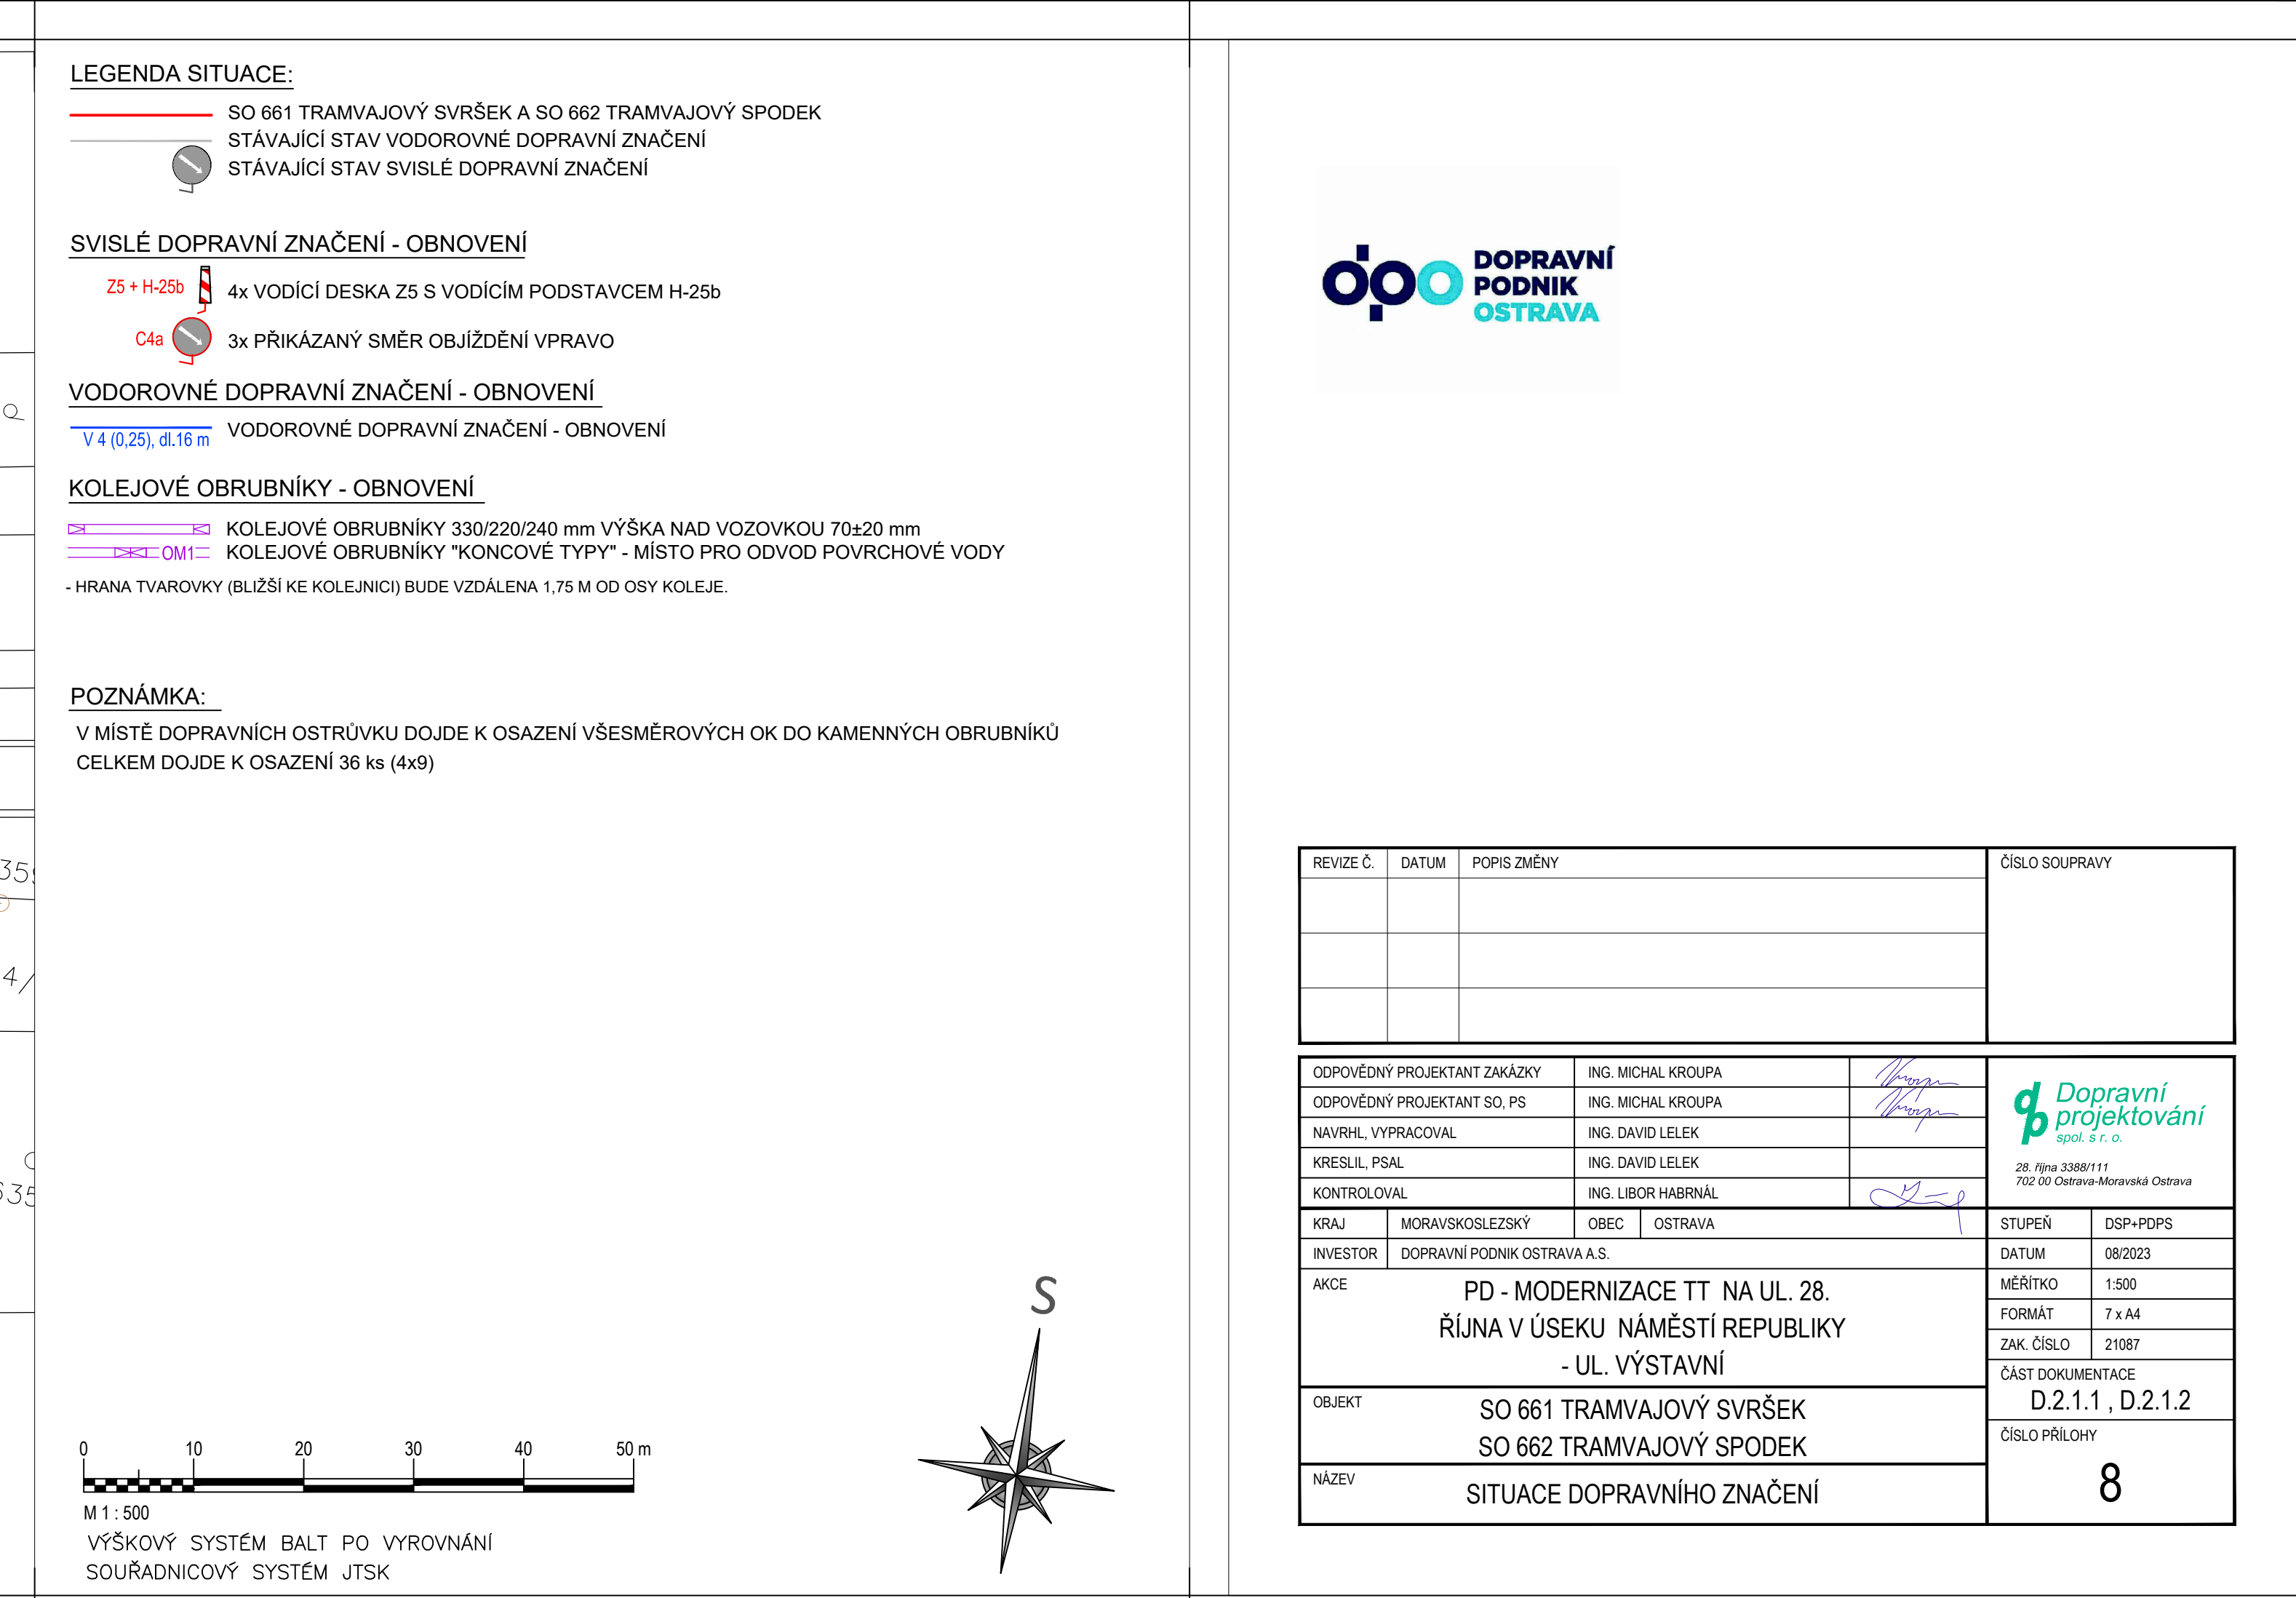 LEGENDA SITUACE:
SO 661 TRAMVAJOVÝ SVRŠEK A SO 662 TRAMVAJOVÝ SPODEK
STÁVAJÍCÍ STAV VODOROVNÉ DOPRAVNÍ ZNAČENÍ
STÁVAJÍCÍ STAV SVISLÉ DOPRAVNÍ ZNAČENÍ
SVISLÉ DOPRAVNÍ ZNAČENÍ - OBNOVENÍ
Z5 + H-25b 4x VODÍCÍ DESKA Z5 S VODÍCÍM PODSTAVCEM H-25b
C4a 3x PŘIKÁZANÝ SMĚR OBJÍŽDĚNÍ VPRAVO
VODOROVNÉ DOPRAVNÍ ZNAČENÍ - OBNOVENÍ
V 4 (0,25), dl.16 m VODOROVNÉ DOPRAVNÍ ZNAČENÍ - OBNOVENÍ
KOLEJOVÉ OBRUBNÍKY - OBNOVENÍ
KOLEJOVÉ OBRUBNÍKY 330/220/240 mm VÝŠKA NAD VOZOVKOU 70±20 mm
OM1 KOLEJOVÉ OBRUBNÍKY "KONCOVÉ TYPY" - MÍSTO PRO ODVOD POVRCHOVÉ VODY
- HRANA TVAROVKY (BLIŽŠÍ KE KOLEJNICI) BUDE VZDÁLENA 1,75 M OD OSY KOLEJE.
POZNÁMKA:
V MÍSTĚ DOPRAVNÍCH OSTRŮVKU DOJDE K OSAZENÍ VŠESMĚROVÝCH OK DO KAMENNÝCH OBRUBNÍKŮ
CELKEM DOJDE K OSAZENÍ 36 ks (4x9)
S
0 10 20 30 40 50 m
M 1 : 500
VÝŠKOVÝ SYSTÉM BALT PO VYROVNÁNÍ
SOUŘADNICOVÝ SYSTÉM JTSK
dpo DOPRAVNÍ
PODNIK
OSTRAVA
REVIZE Č. DATUM POPIS ZMĚNY ČÍSLO SOUPRAVY
ODPOVĚDNÝ PROJEKTANT ZAKÁZKY ING. MICHAL KROUPA
ODPOVĚDNÝ PROJEKTANT SO, PS ING. MICHAL KROUPA
NAVRHL, VYPRACOVAL ING. DAVID LELEK
KRESLIL, PSAL ING. DAVID LELEK
KONTROLOVAL ING. LIBOR HABRNÁL
dp Dopravní
projektování
spol. s r. o.
28. října 3388/111
702 00 Ostrava-Moravská Ostrava
KRAJ MORAVSKOSLEZSKÝ OBEC OSTRAVA
INVESTOR DOPRAVNÍ PODNIK OSTRAVA A.S.
AKCE PD - MODERNIZACE TT NA UL. 28.
ŘÍJNA V ÚSEKU NÁMĚSTÍ REPUBLIKY
- UL. VÝSTAVNÍ
OBJEKT SO 661 TRAMVAJOVÝ SVRŠEK
SO 662 TRAMVAJOVÝ SPODEK
NÁZEV SITUACE DOPRAVNÍHO ZNAČENÍ
STUPEŇ DSP+PDPS
DATUM 08/2023
MĚŘÍTKO 1:500
FORMÁT 7 x A4
ZAK. ČÍSLO 21087
ČÁST DOKUMENTACE
D.2.1.1 , D.2.1.2
ČÍSLO PŘÍLOHY
8